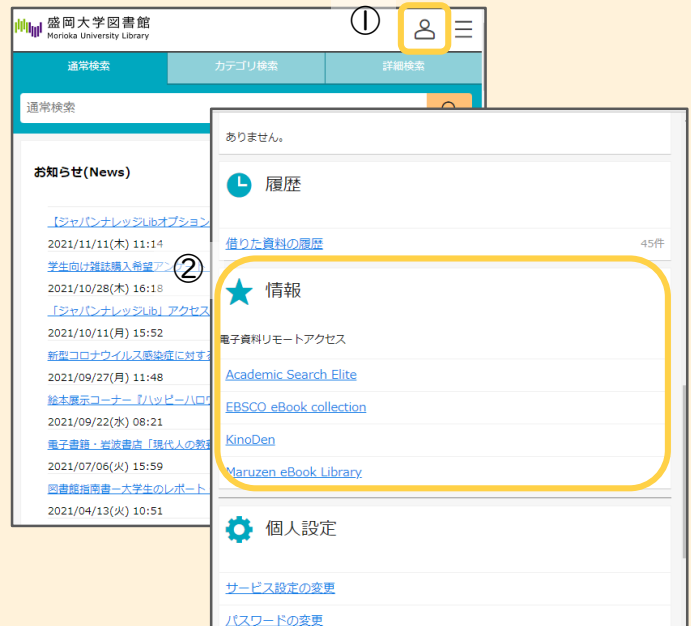 盛岡大学図書館
Morioka University Library
①
通常検索
カテゴリ検索
詳細検索
通常検索
お知らせ(News)
【ジャパンナレッジLibオプション
2021/11/11(木) 11:14
学生向け雑誌購入希望アン
2021/10/28(木) 16:18
「ジャパンナレッジLib」アクセス
2021/10/11(月) 15:52
新型コロナウイルス感染症に対する
2021/09/27(月) 11:48
絵本展示コーナー『ハッピーハロウ
2021/09/22(水) 08:21
電子書籍・岩波書店「現代人の教養
2021/07/06(火) 15:59
図書館指南書ー大学生のレポート・
2021/04/13(火) 10:51
②
ありません。
履歴
借りた資料の履歴
45件
情報
電子資料リモートアクセス
Academic Search Elite
EBSCO eBook collection
KinoDen
Maruzen eBook Library
個人設定
サービス設定の変更
パスワードの変更